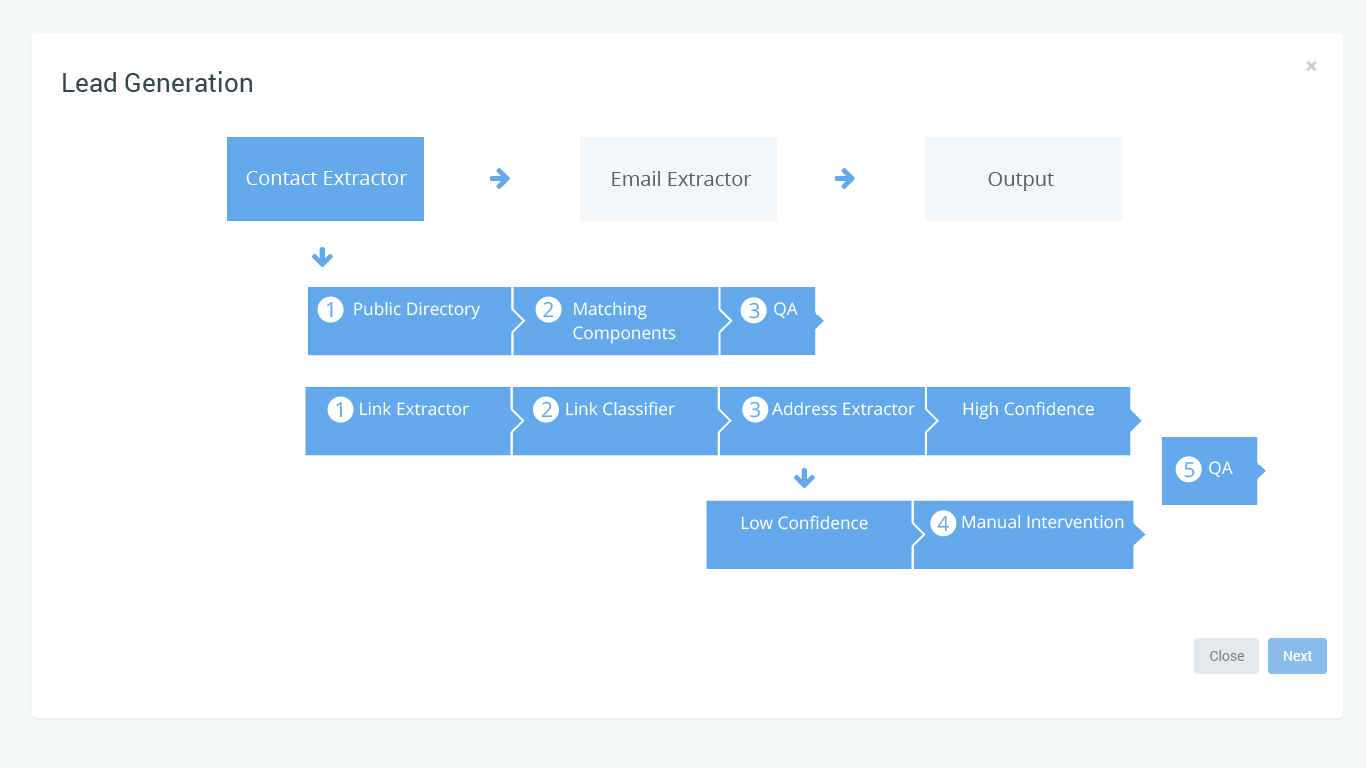 Lead Generation
×
Contact Extractor
Email Extractor
Output
1 Public Directory
2 Matching
Components
3 QA
1 Link Extractor
2 Link Classifier
3 Address Extractor
High Confidence
5 QA
Low Confidence
4 Manual Intervention
Close
Next